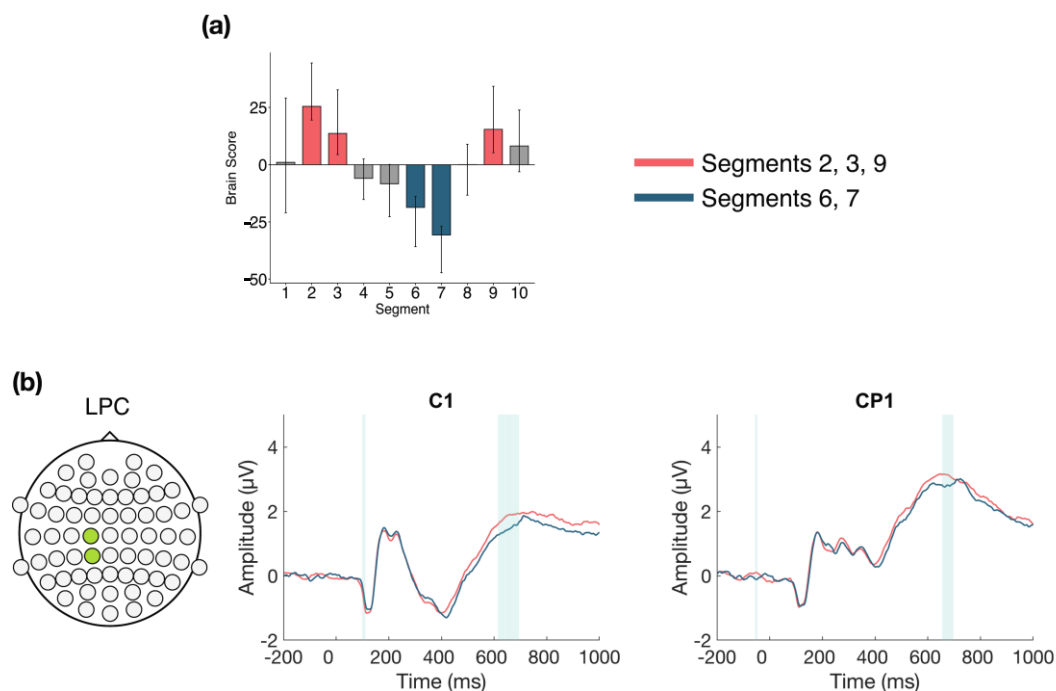 (a)
Brain Score
25
0
-25
-50
1 2 3 4 5 6 7 8 9 10
Segment
Segments 2, 3, 9
Segments 6, 7
(b)
LPC
C1
Amplitude (µV)
4
2
0
-2
-200 0 200 400 600 800 1000
Time (ms)
CP1
Amplitude (µV)
4
2
0
-2
-200 0 200 400 600 800 1000
Time (ms)